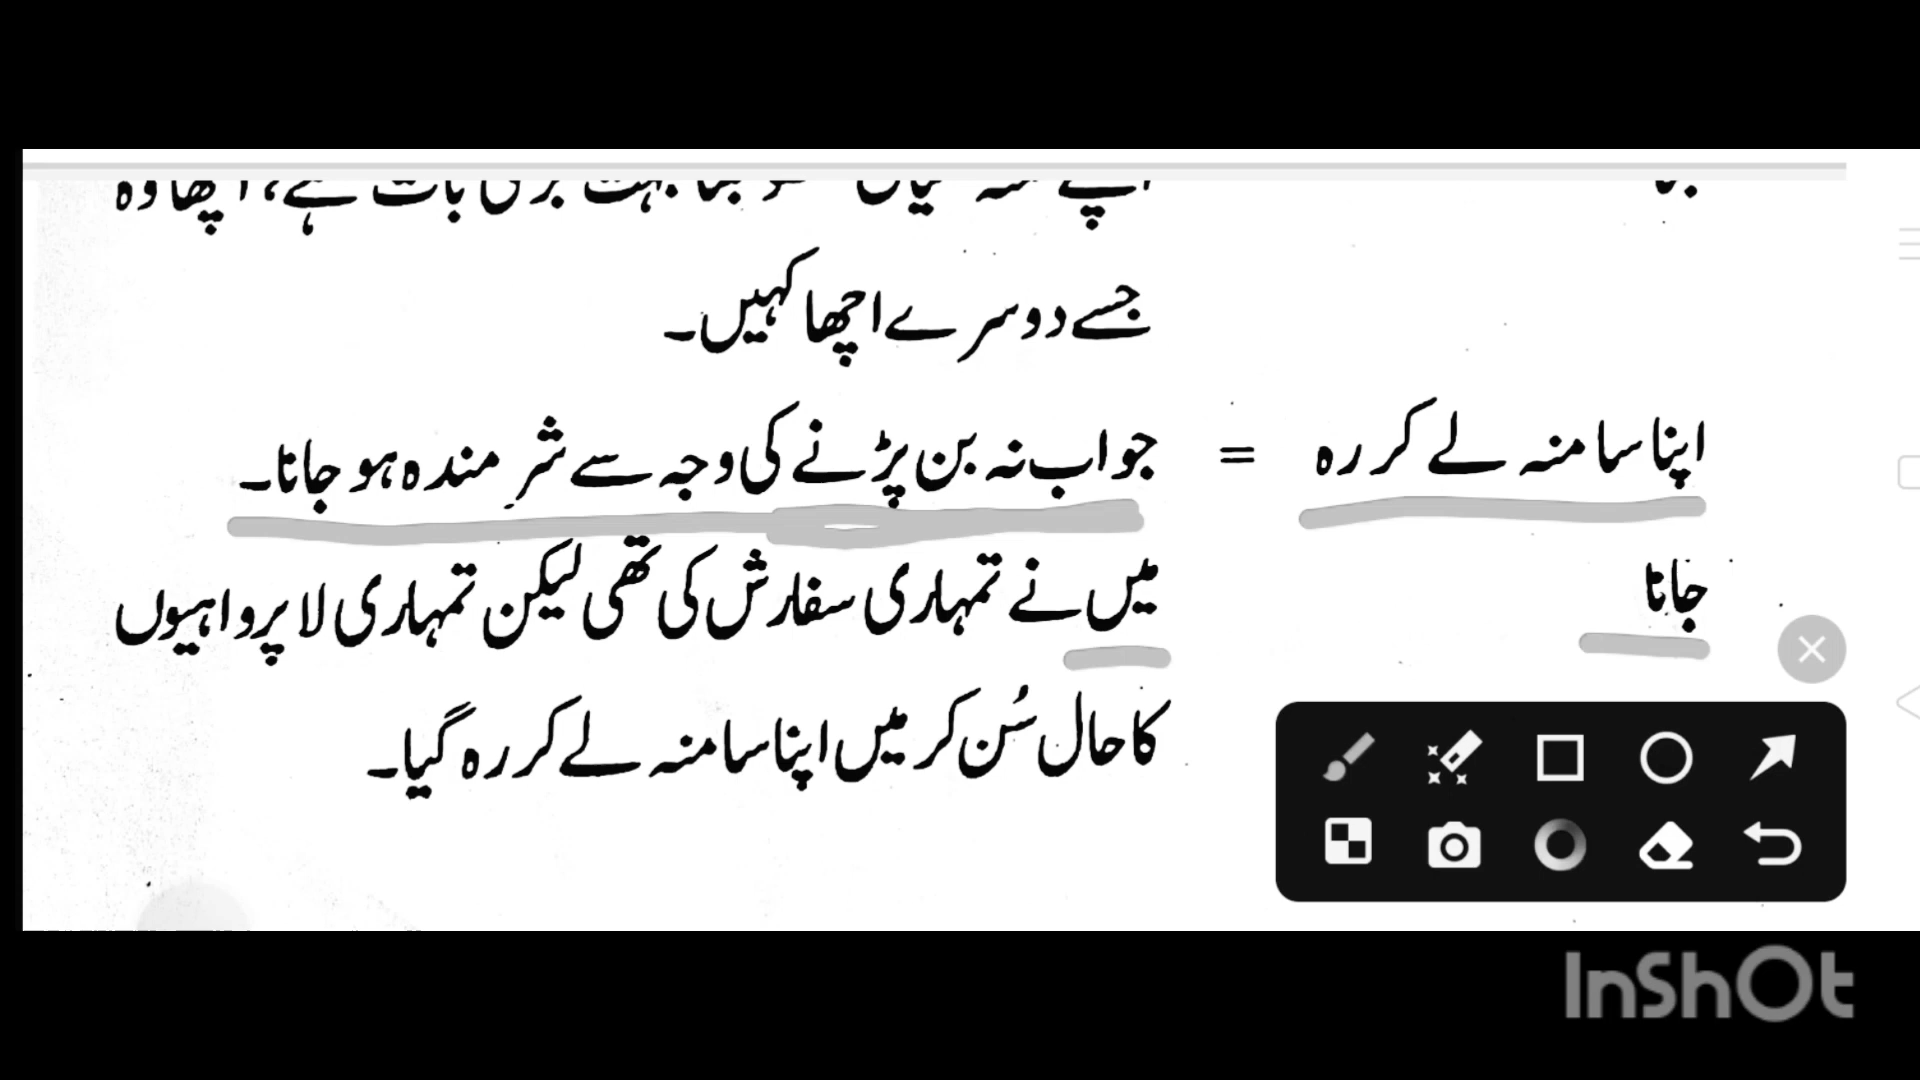 جسے دوسرے اچھا کہیں۔
اپنا سا منہ لے کر رہ = جواب نہ بن پڑنے کی وجہ سے شرمندہ ہو جانا۔
جانا میں نے تمہاری سفارش کی تھی لیکن تمہاری لا پرواہیوں
کا حال سُن کر میں اپنا سا منہ لے کر رہ گیا۔
InShOt